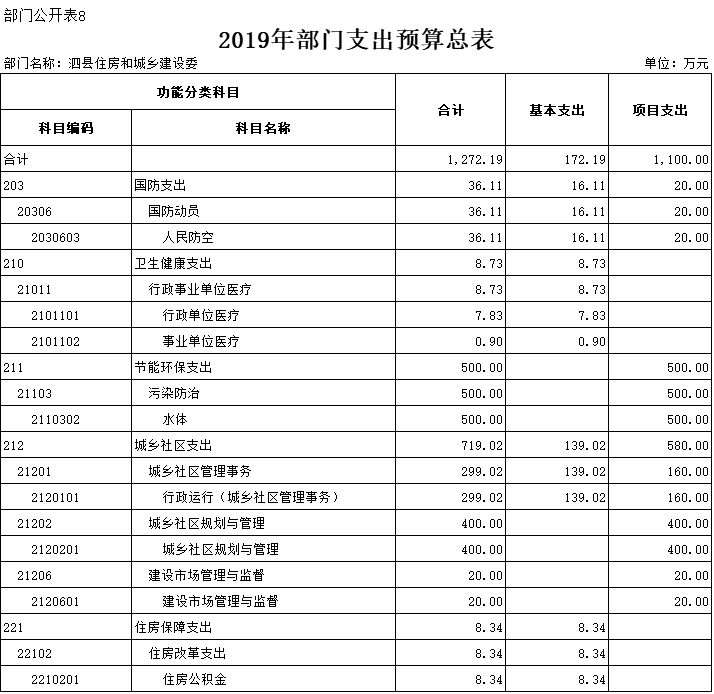 部门公开表8
2019年部门支出预算总表
部门名称：泗县住房和城乡建设委 单位：万元
功能分类科目 合计 基本支出 项目支出
科目编码 科目名称
合计 1,272.19 172.19 1,100.00
203 国防支出 36.11 16.11 20.00
20306 国防动员 36.11 16.11 20.00
2030603 人民防空 36.11 16.11 20.00
210 卫生健康支出 8.73 8.73
21011 行政事业单位医疗 8.73 8.73
2101101 行政单位医疗 7.83 7.83
2101102 事业单位医疗 0.90 0.90
211 节能环保支出 500.00 500.00
21103 污染防治 500.00 500.00
2110302 水体 500.00 500.00
212 城乡社区支出 719.02 139.02 580.00
21201 城乡社区管理事务 299.02 139.02 160.00
2120101 行政运行（城乡社区管理事务） 299.02 139.02 160.00
21202 城乡社区规划与管理 400.00 400.00
2120201 城乡社区规划与管理 400.00 400.00
21206 建设市场管理与监督 20.00 20.00
2120601 建设市场管理与监督 20.00 20.00
221 住房保障支出 8.34 8.34
22102 住房改革支出 8.34 8.34
2210201 住房公积金 8.34 8.34